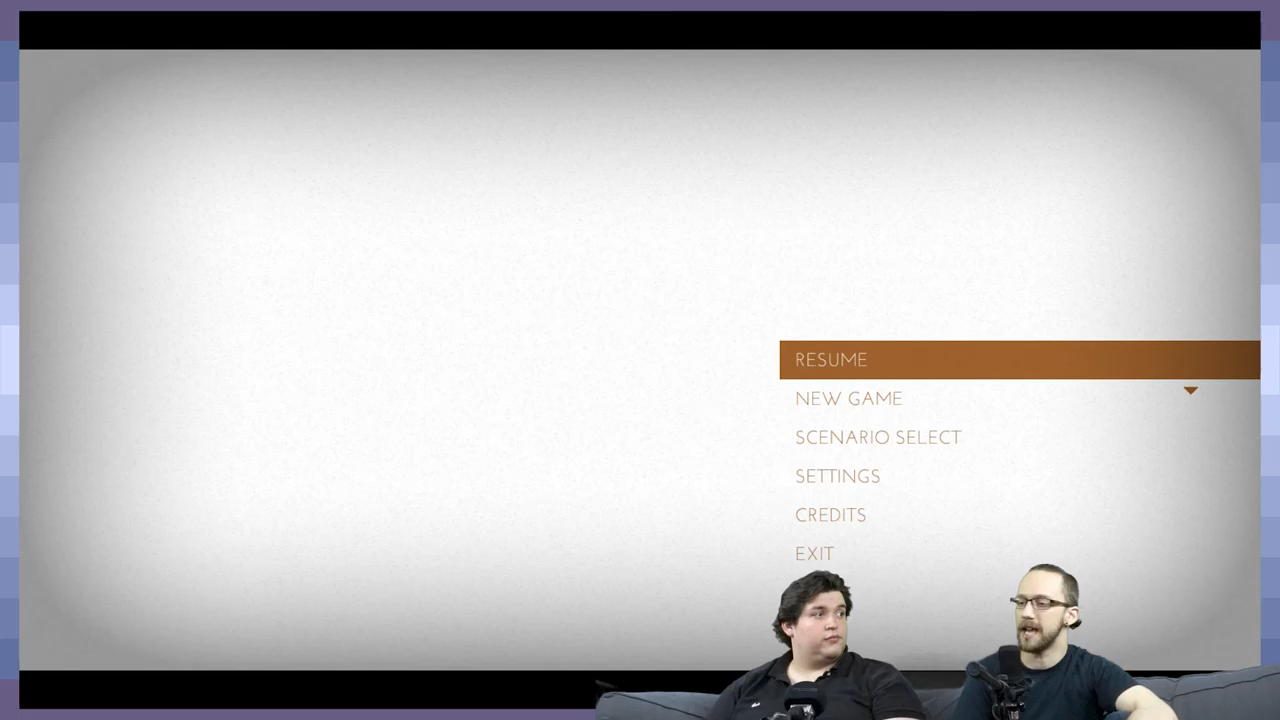 RESUME
NEW GAME
SCENARIO SELECT
SETTINGS
CREDITS
EXIT